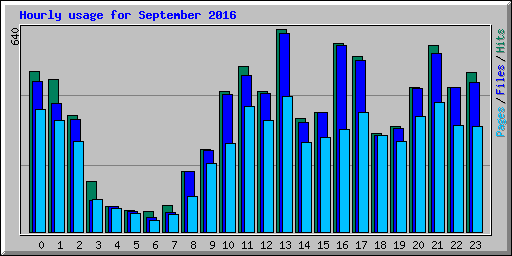 Hourly usage for September 2016
640
Pages/Files/Hits
0 1 2 3 4 5 6 7 8 9 10 11 12 13 14 15 16 17 18 19 20 21 22 23